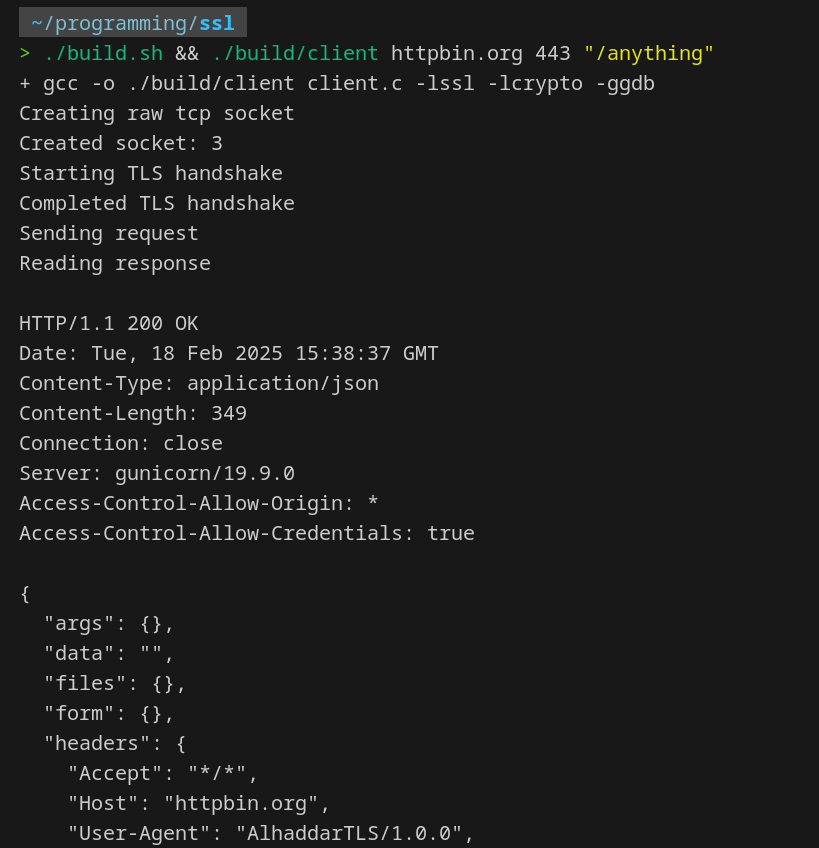 ~/programming/ssl
> ./build.sh && ./build/client httpbin.org 443 "/anything"
+ gcc -o ./build/client client.c -lssl -lcrypto -ggdb
Creating raw tcp socket
Created socket: 3
Starting TLS handshake
Completed TLS handshake
Sending request
Reading response
HTTP/1.1 200 OK
Date: Tue, 18 Feb 2025 15:38:37 GMT
Content-Type: application/json
Content-Length: 349
Connection: close
Server: gunicorn/19.9.0
Access-Control-Allow-Origin: *
Access-Control-Allow-Credentials: true
{
  "args": {},
  "data": "",
  "files": {},
  "form": {},
  "headers": {
    "Accept": "*/*",
    "Host": "httpbin.org",
    "User-Agent": "AlhaddarTLS/1.0.0",